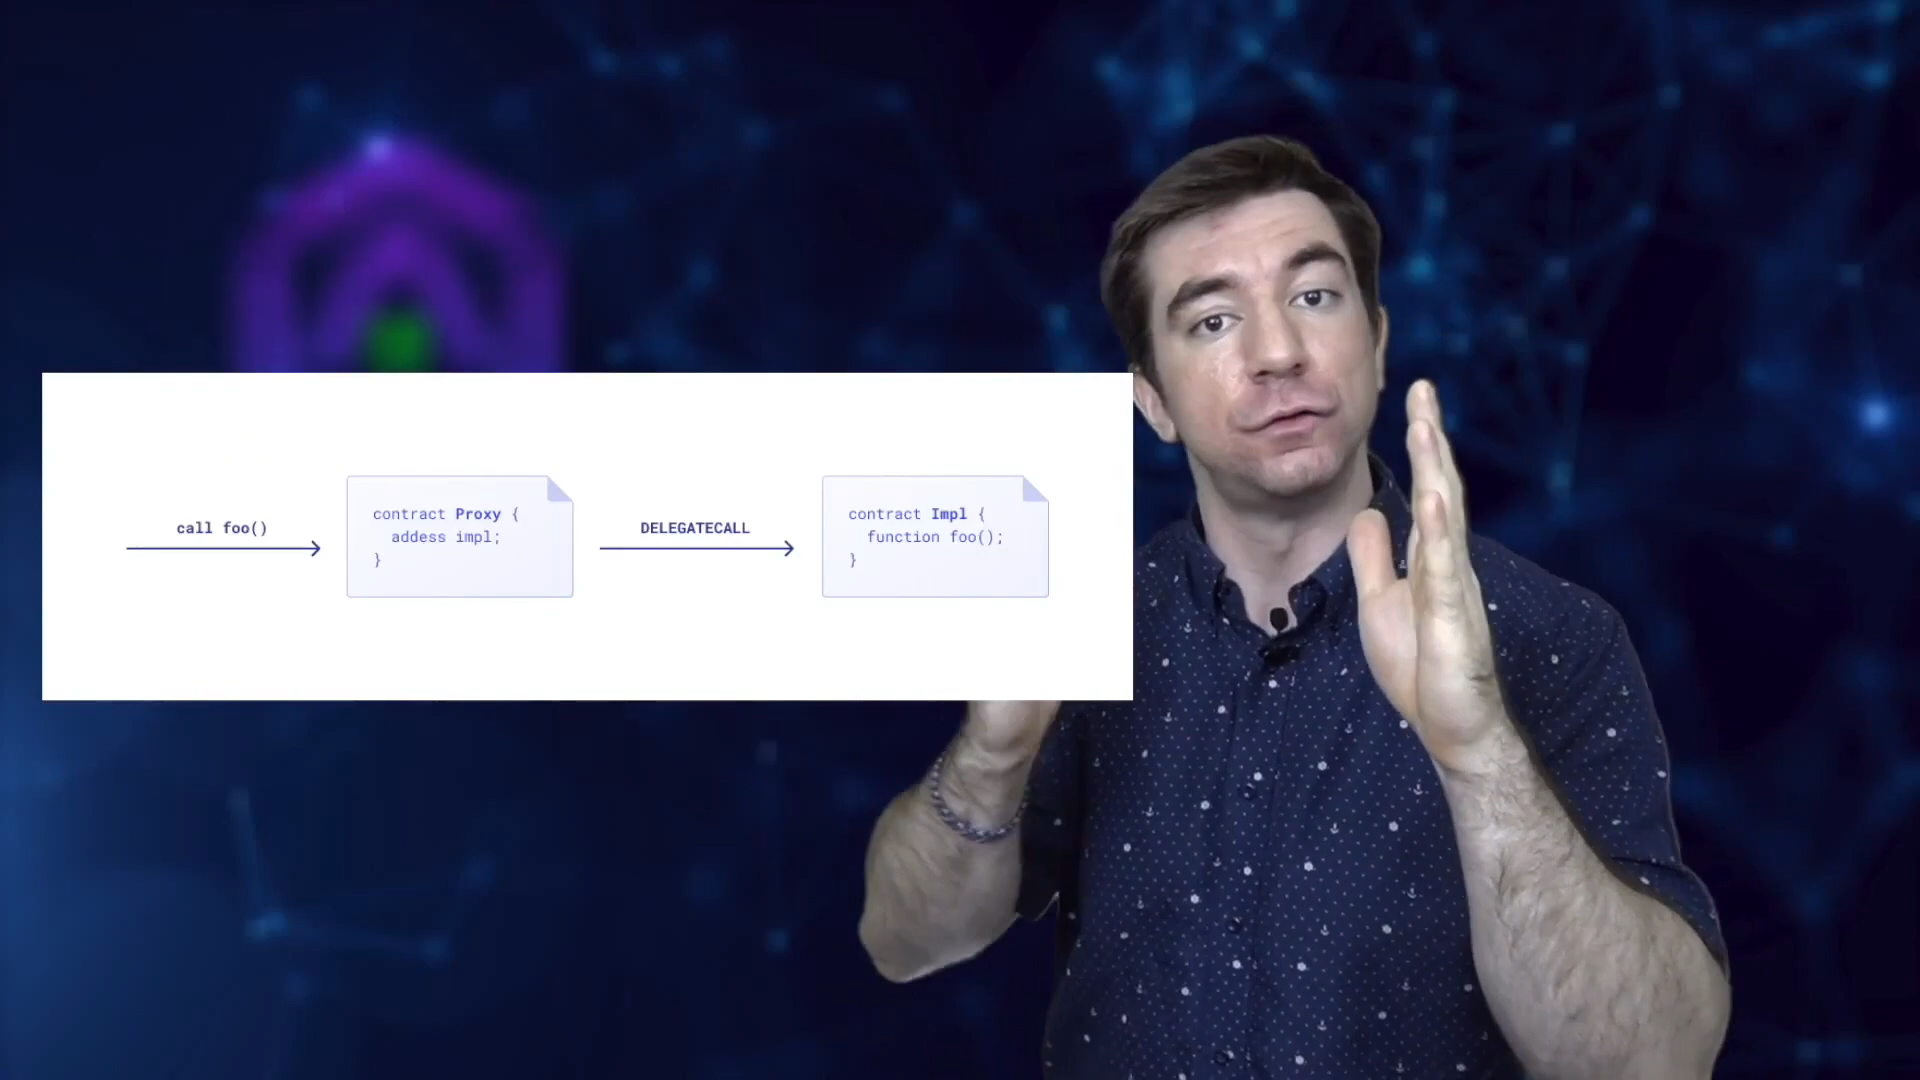 call foo()
contract Proxy {
addess impl;
}
DELEGATECALL
contract Impl {
function foo();
}